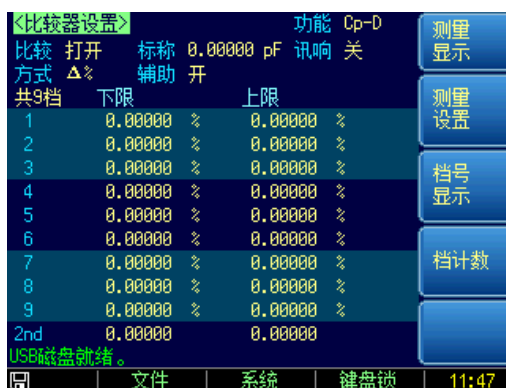 <比较器设置> 功能 Cp-D
比较 打开 标称 0.00000 pF 讯响 关
方式 Δ% 辅助 开
共9档 下限 上限
1 0.00000 % 0.00000 %
2 0.00000 % 0.00000 %
3 0.00000 % 0.00000 %
4 0.00000 % 0.00000 %
5 0.00000 % 0.00000 %
6 0.00000 % 0.00000 %
7 0.00000 % 0.00000 %
8 0.00000 % 0.00000 %
9 0.00000 % 0.00000 %
2nd 0.00000 0.00000
USB磁盘就绪。
测量
显示
测量
设置
档号
显示
档计数
文件 系统 键盘锁 11:47